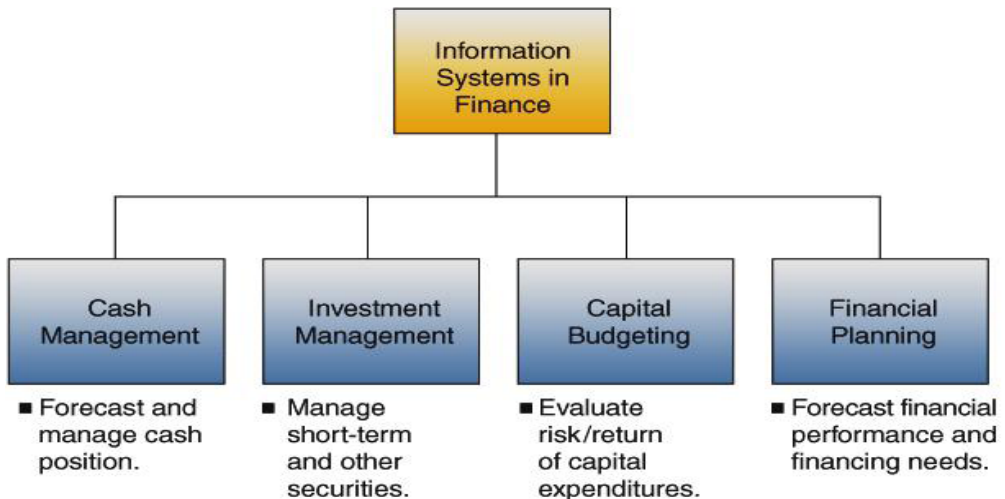 Information
Systems in
Finance
Cash
Management
Investment
Management
Capital
Budgeting
Financial
Planning
■ Forecast and
manage cash
position.
■ Manage
short-term
and other
securities.
■ Evaluate
risk/return
of capital
expenditures.
■ Forecast financial
performance and
financing needs.